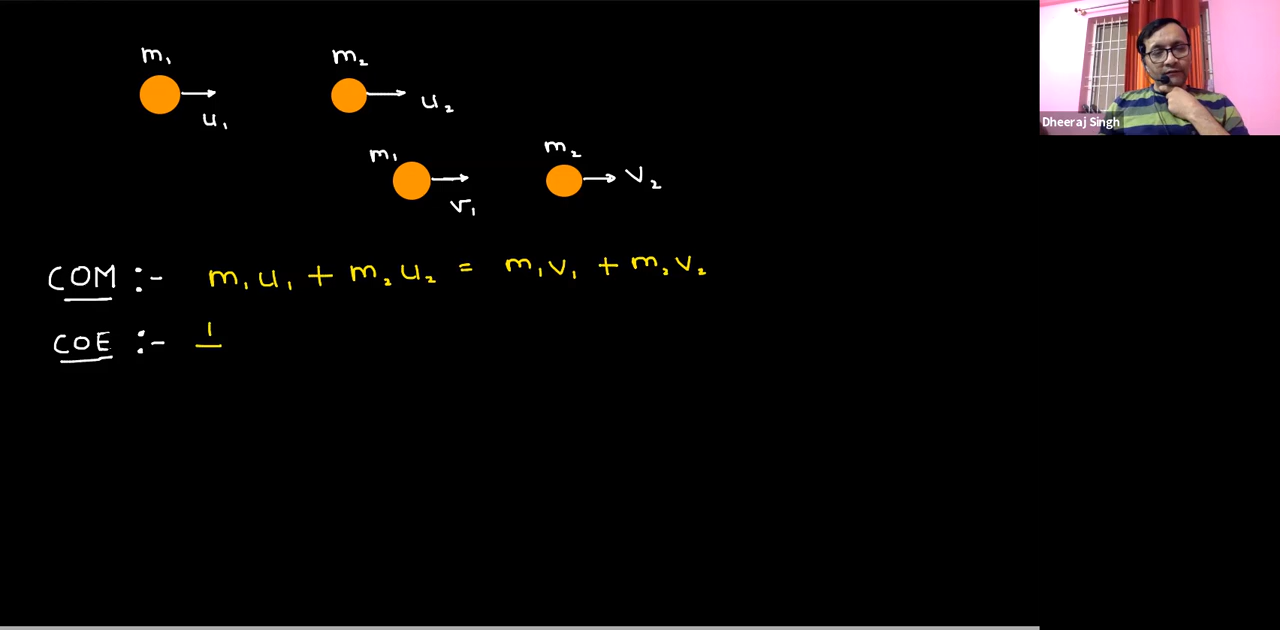 m₁ m₂
u₁ u₂
m₁ m₂
v₁ v₂
COM :- m₁u₁ + m₂u₂ = m₁v₁ + m₂v₂
COE :- 1
Dheeraj Singh